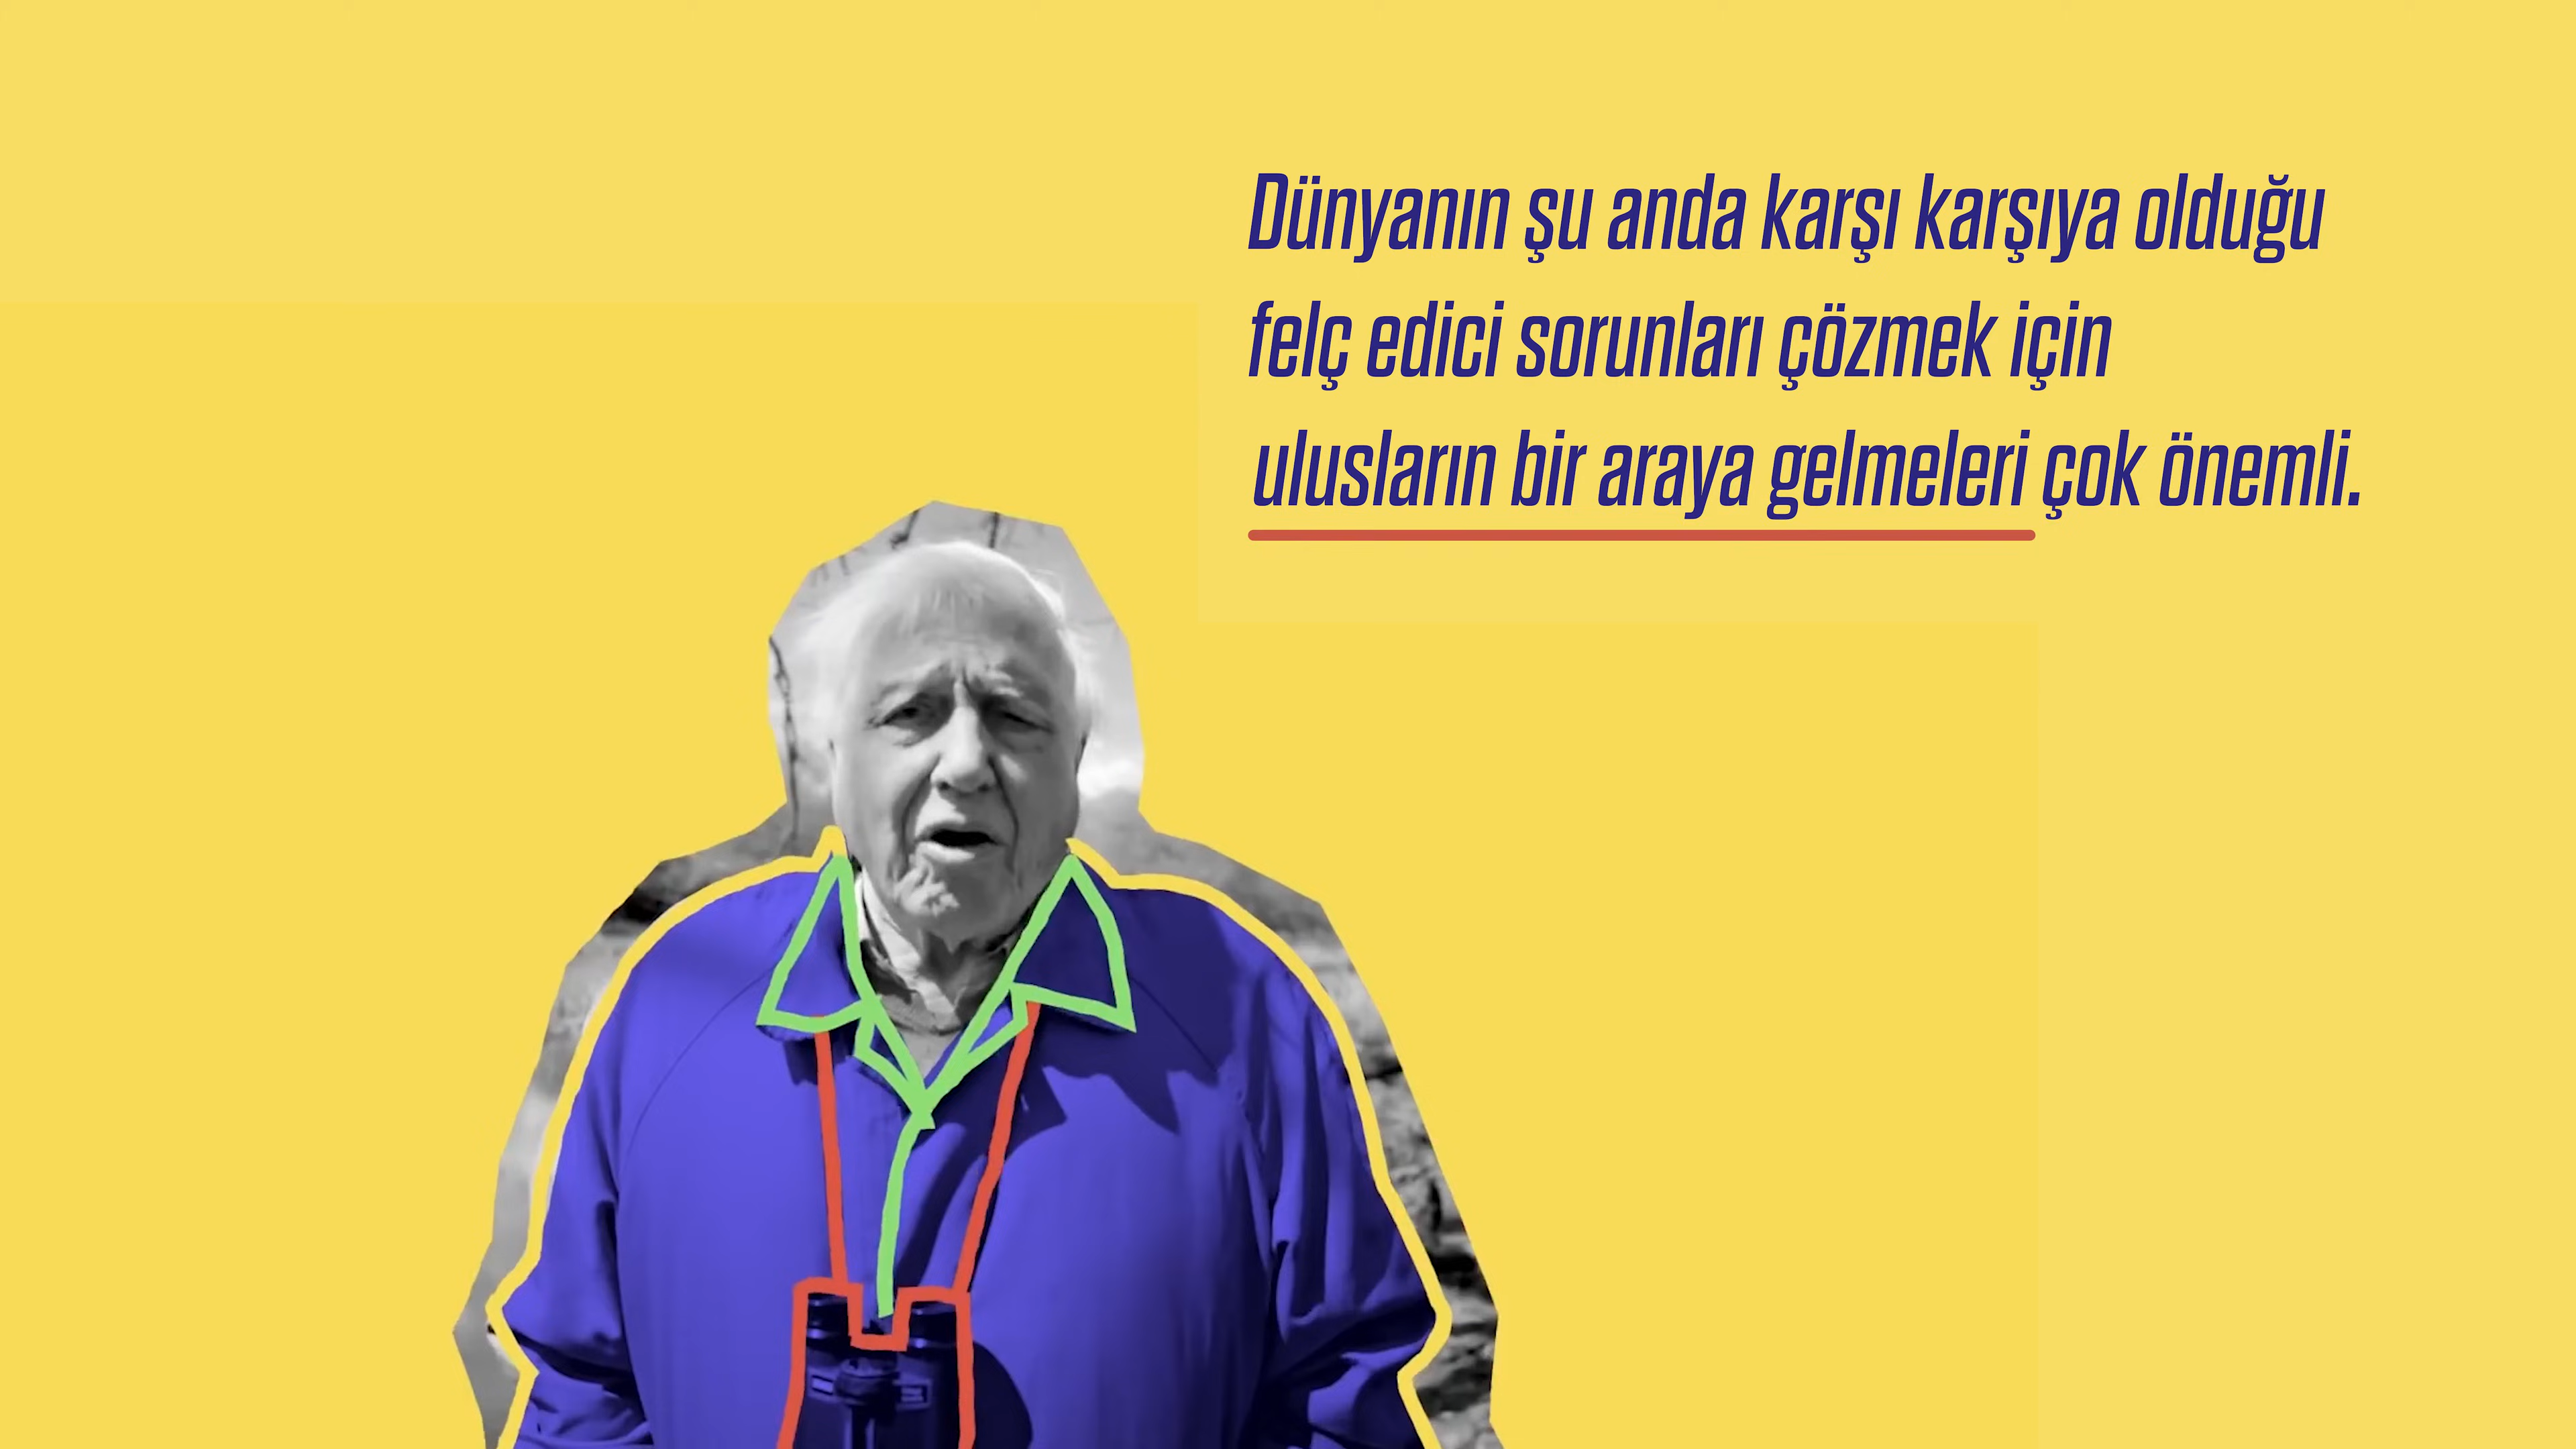 Dünyanın şu anda karşı karşıya olduğu
felç edici sorunları çözmek için
ulusların bir araya gelmeleri çok önemli.